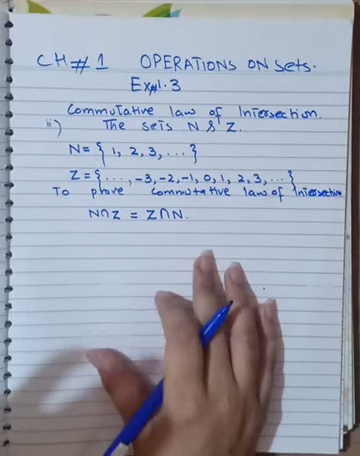 CH # 1 OPERATIONS ON Sets.
Ex#1.3
Commutative law of Intersection.
ii) The sets N & Z.
N = { 1, 2, 3, ... }
Z = { ..., -3, -2, -1, 0, 1, 2, 3, ... }
To prove commutative law of Intersection
N∩Z = Z∩N.